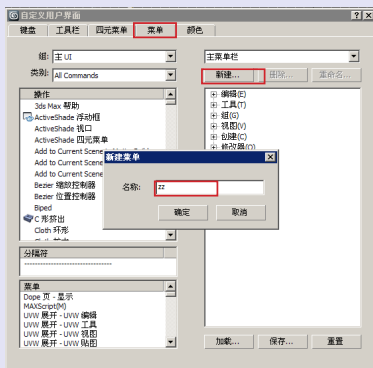 自定义用户界面
键盘 工具栏 四元菜单 菜单 颜色
组: 主 UI
主菜单栏
类别: All Commands
新建... 删除... 重命名...
操作
3ds Max 帮助
ActiveShade 浮动框
ActiveShade 视口
ActiveShade 四元菜单
Add to Current Scene
Add to Current Scene
Bezier 缩放控制器
Bezier 位置控制器
Biped
C 形挤出
Cloth 环形
编辑(E)
工具(T)
组(G)
视图(V)
创建(C)
修改器(O)
新建菜单
名称: zz
确定 取消
分隔符
--------------------------------
菜单
Dope 页 - 显示
MAXScript(M)
UVW 展开 - UVW 编辑
UVW 展开 - UVW 工具
UVW 展开 - UVW 视图
UVW 展开 - UVW 贴图
加载... 保存... 重置